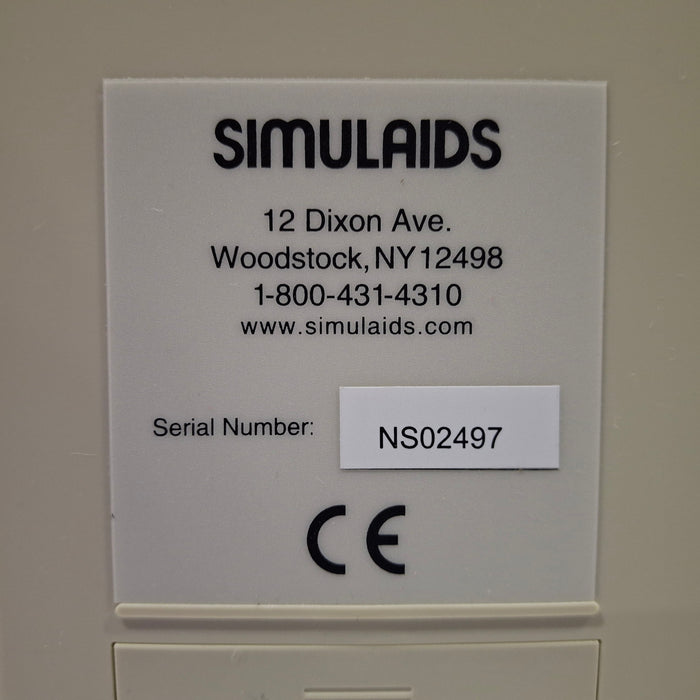 SIMULAIDS
12 Dixon Ave.
Woodstock, NY 12498
1-800-431-4310
www.simulaids.com
Serial Number: NS02497
CE